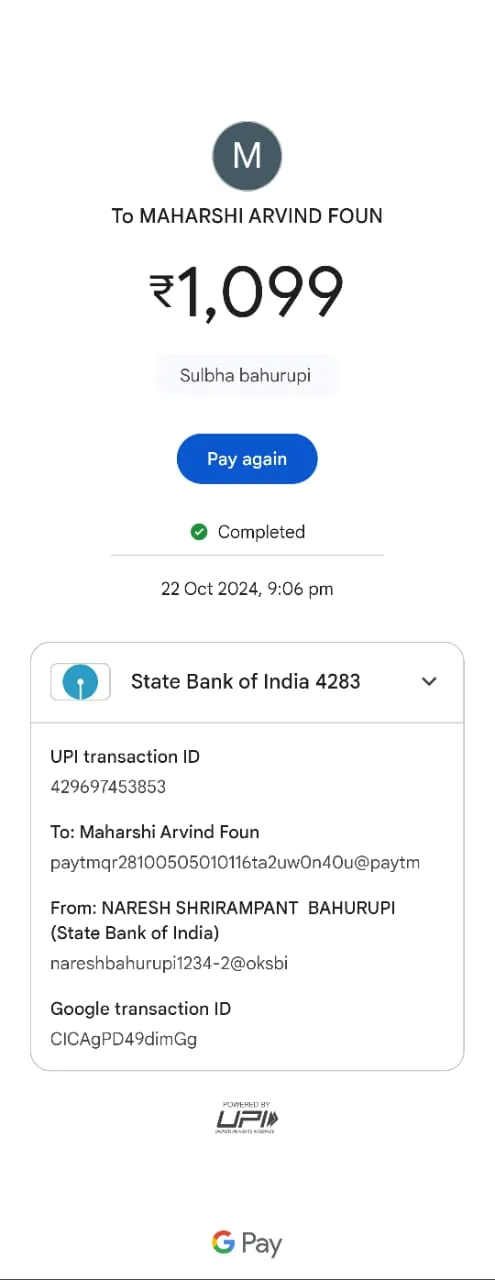 M
To MAHARSHI ARVIND FOUN
₹1,099
Sulbha bahurupi
Pay again
Completed
22 Oct 2024, 9:06 pm
State Bank of India 4283
UPI transaction ID
429697453853
To: Maharshi Arvind Foun
paytmqr28100505010116ta2uw0n40u@paytm
From: NARESH SHRIRAMPANT BAHURUPI
(State Bank of India)
nareshbahurupi1234-2@oksbi
Google transaction ID
CICAgPD49dimGg
POWERED BY
UPI
UNIFIED PAYMENTS INTERFACE
G Pay